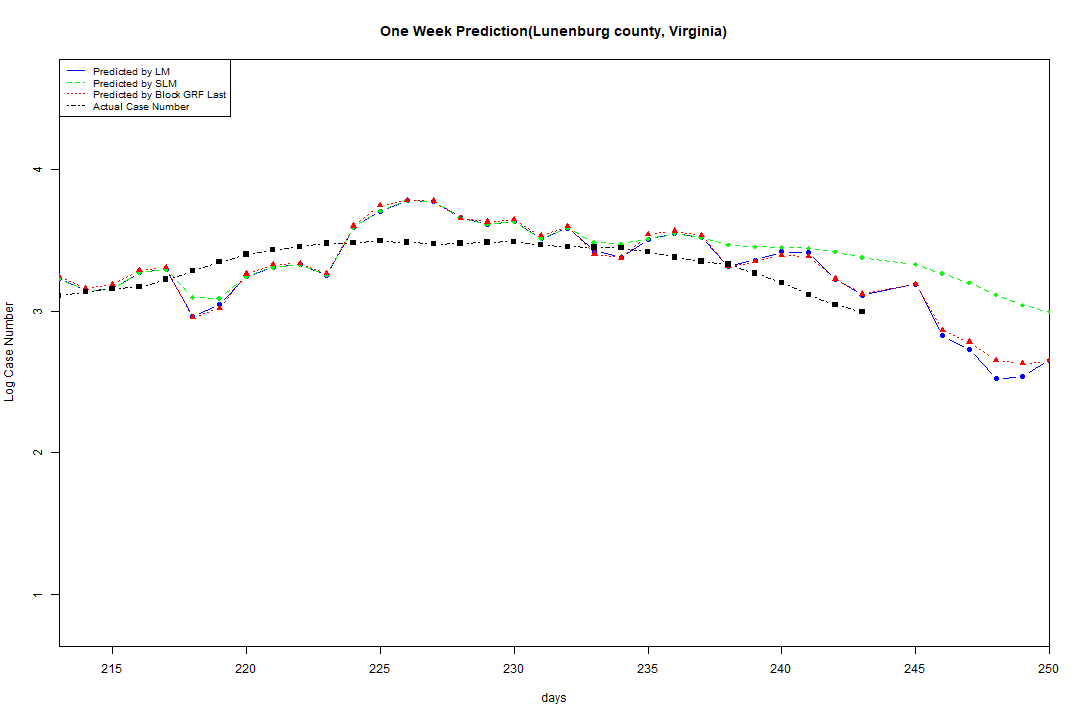 One Week Prediction(Lunenburg county, Virginia)
Predicted by LM
Predicted by SLM
Predicted by Block GRF Last
Actual Case Number
4
3
2
1
Log Case Number
215 220 225 230 235 240 245 250
days